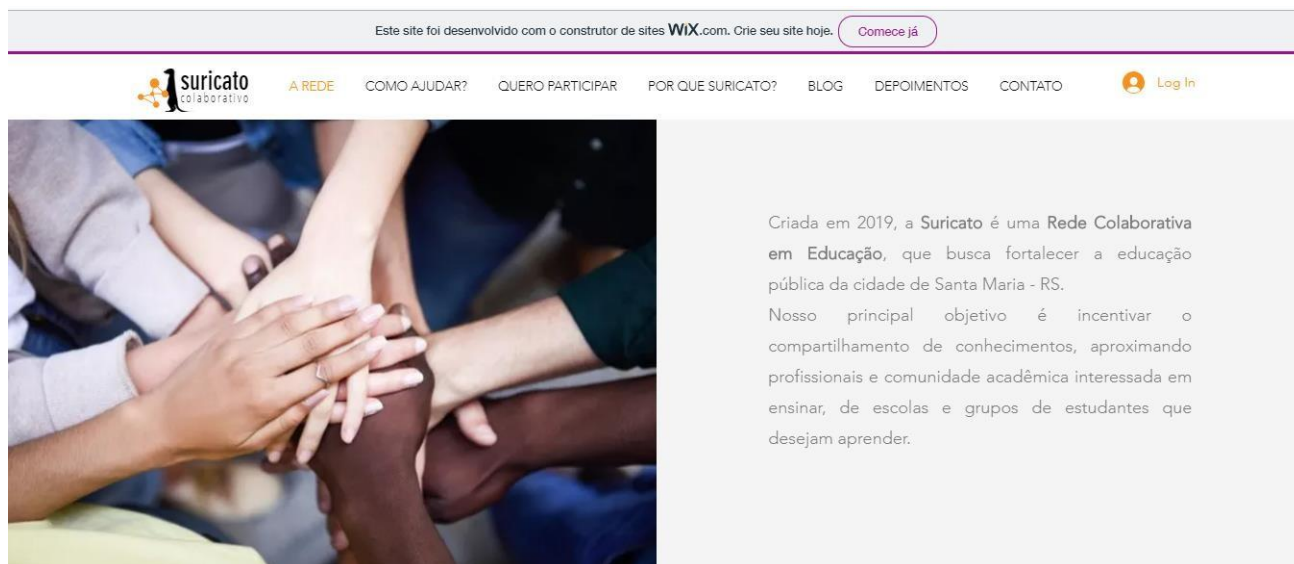 Este site foi desenvolvido com o construtor de sites WiX.com. Crie seu site hoje. Comece já
suricato
colaborativo
A REDE COMO AJUDAR? QUERO PARTICIPAR POR QUE SURICATO? BLOG DEPOIMENTOS CONTATO Log In
Criada em 2019, a Suricato é uma Rede Colaborativa
em Educação, que busca fortalecer a educação
pública da cidade de Santa Maria - RS.
Nosso principal objetivo é incentivar o
compartilhamento de conhecimentos, aproximando
profissionais e comunidade acadêmica interessada em
ensinar, de escolas e grupos de estudantes que
desejam aprender.